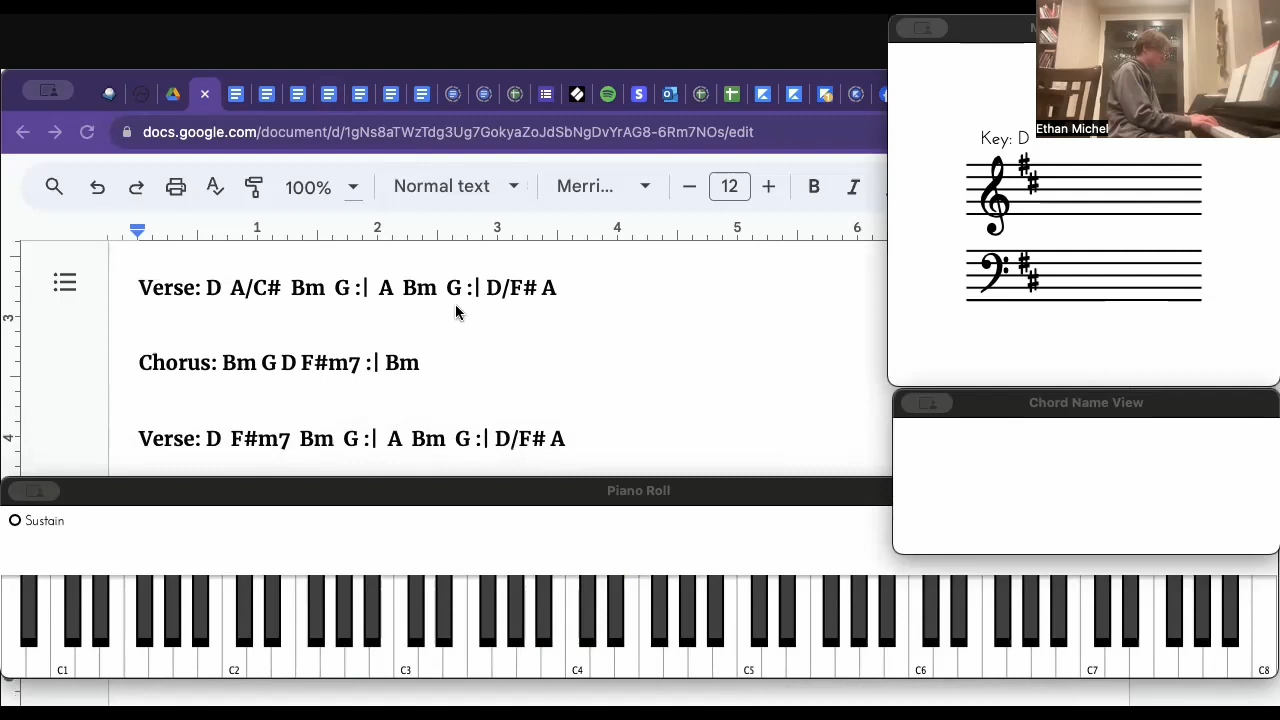 Ethan Michel
docs.google.com/document/d/1gNs8aTWzTdg3Ug7GokyaZoJdSbNgDvYrAG8-6Rm7NOs/edit
Key: D
100% Normal text Merri... 12 B I
1 2 3 4 5 6
Verse: D A/C# Bm G :| A Bm G :| D/F# A
3
Chorus: Bm G D F#m7 :| Bm
Chord Name View
4
Verse: D F#m7 Bm G :| A Bm G :| D/F# A
Piano Roll
Sustain
C1 C2 C3 C4 C5 C6 C7 C8